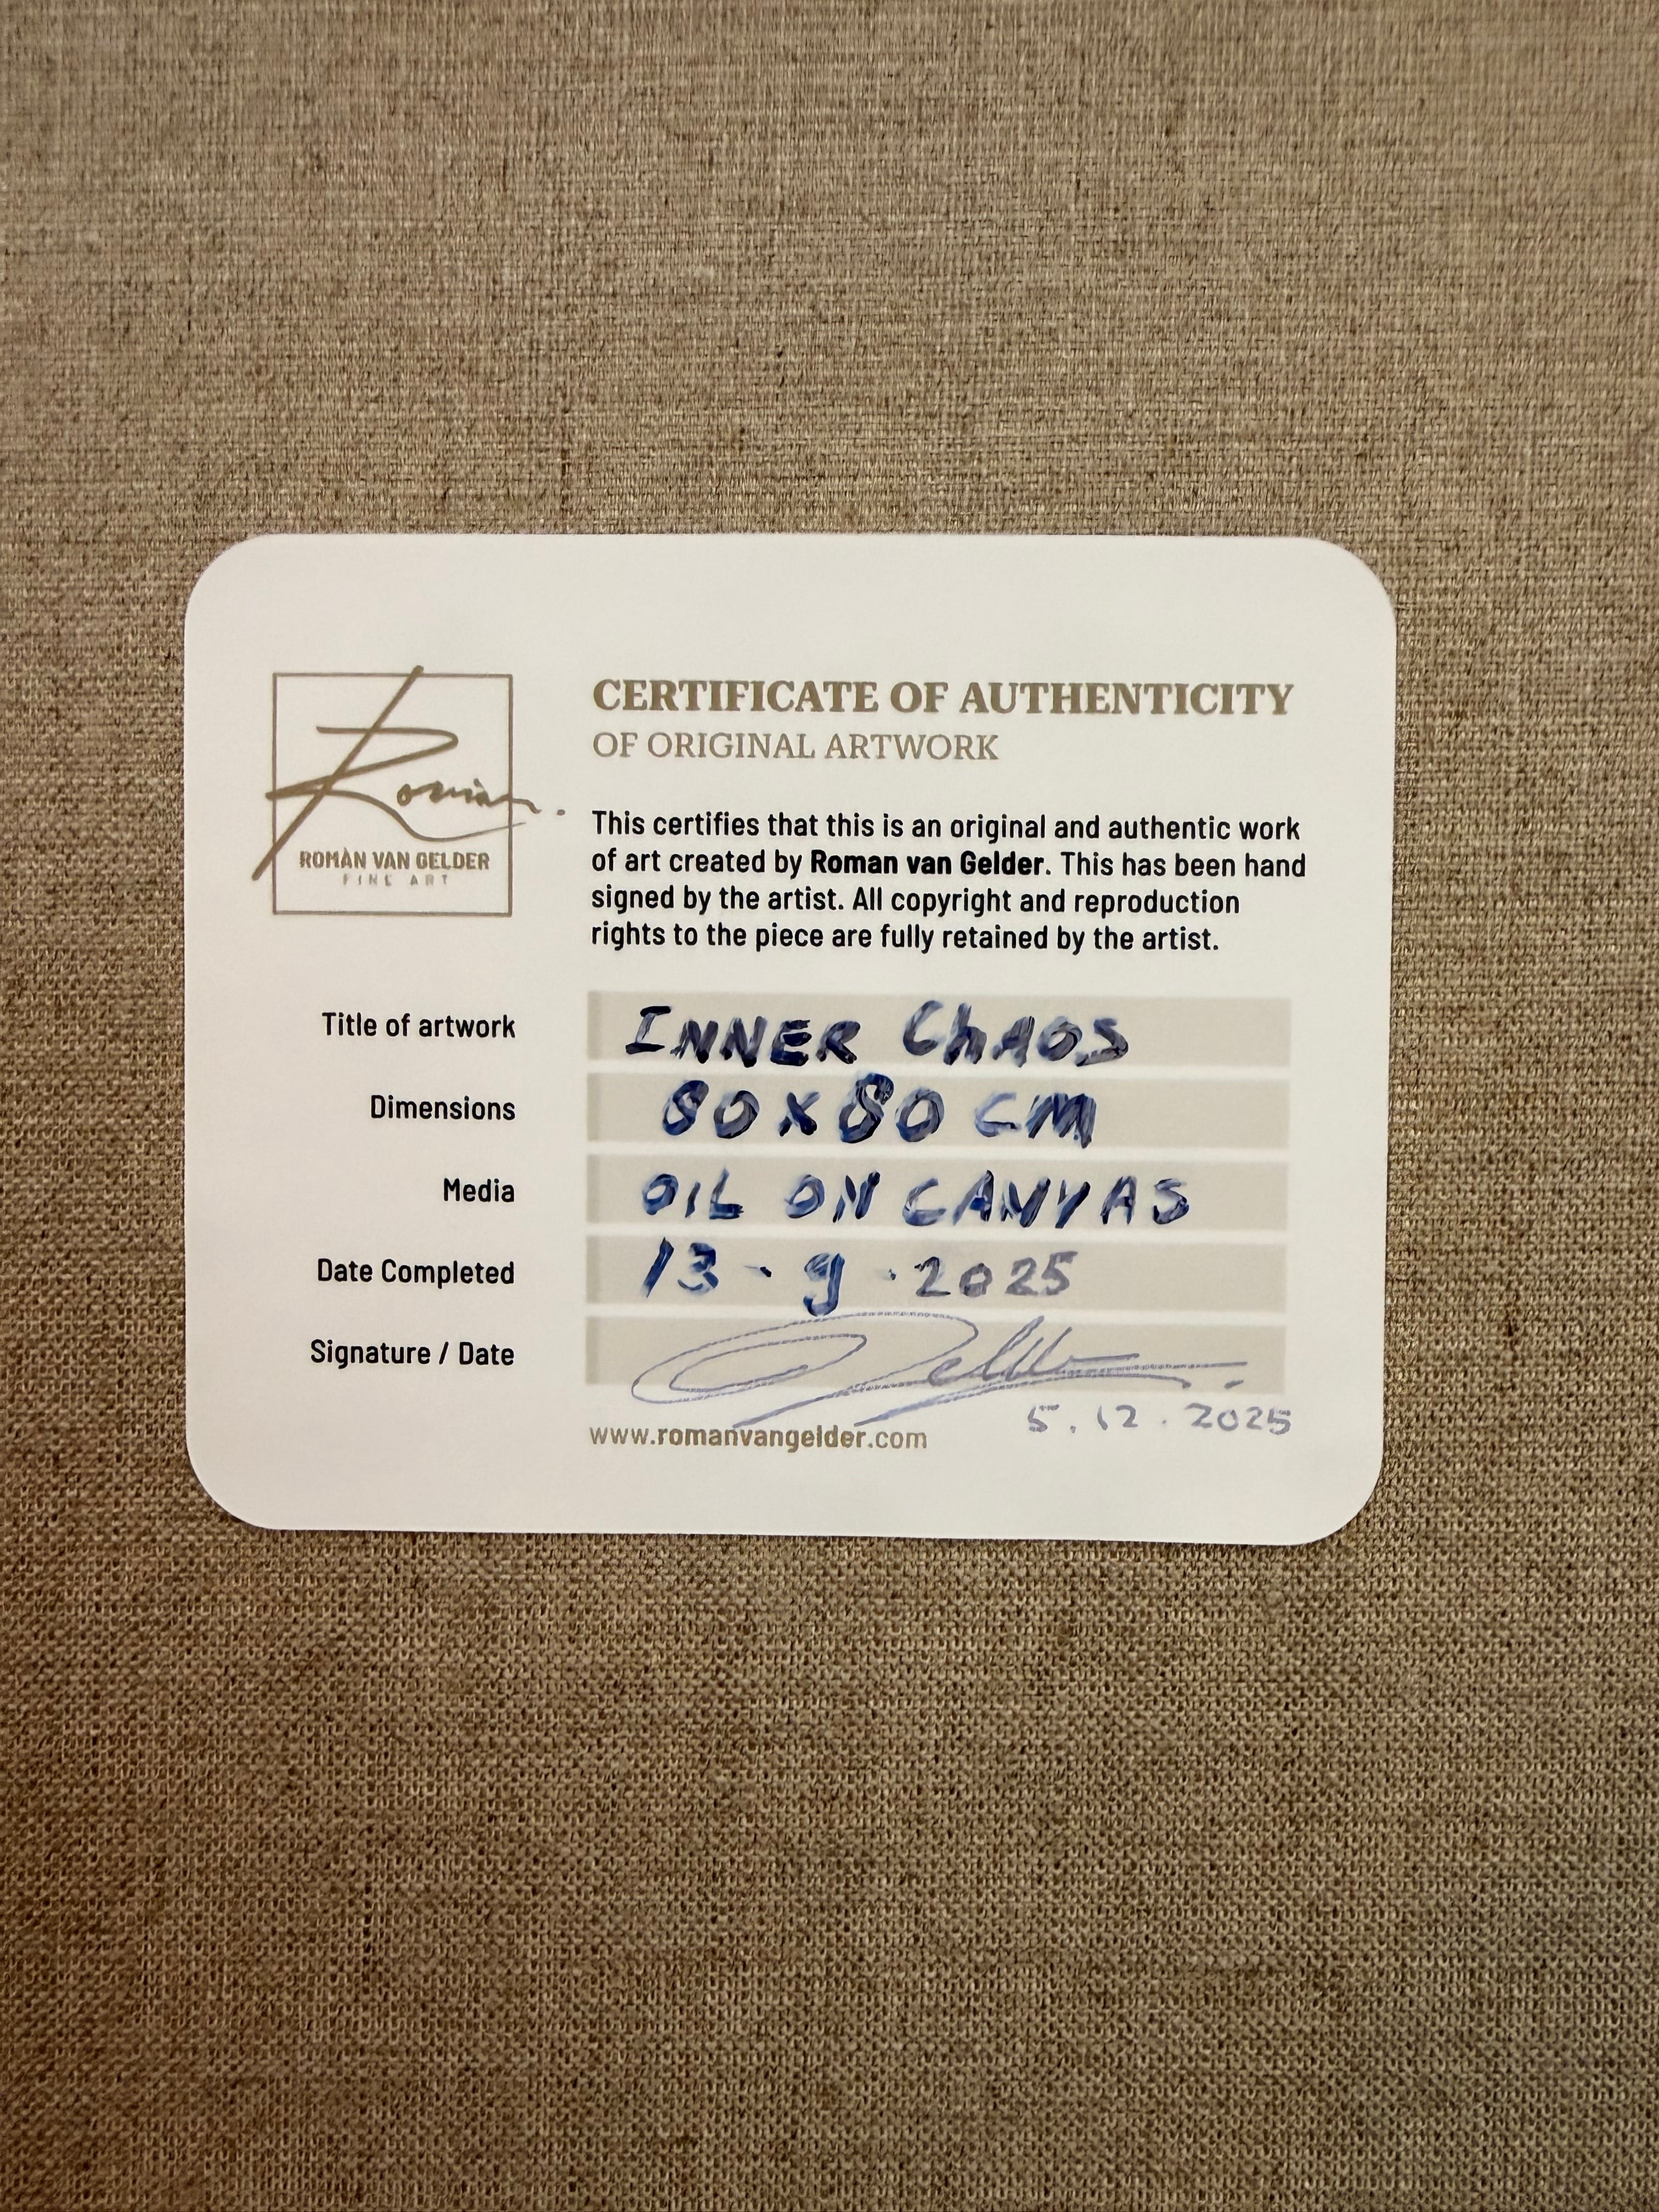 Roman.
ROMÀN VAN GELDER
FINE ART
CERTIFICATE OF AUTHENTICITY
OF ORIGINAL ARTWORK
This certifies that this is an original and authentic work
of art created by Roman van Gelder. This has been hand
signed by the artist. All copyright and reproduction
rights to the piece are fully retained by the artist.
Title of artwork INNER ChAOS
Dimensions 80x80 CM
Media OIL ON CANVAS
Date Completed 13 - 9 - 2025
Signature / Date
5.12.2025
www.romanvangelder.com